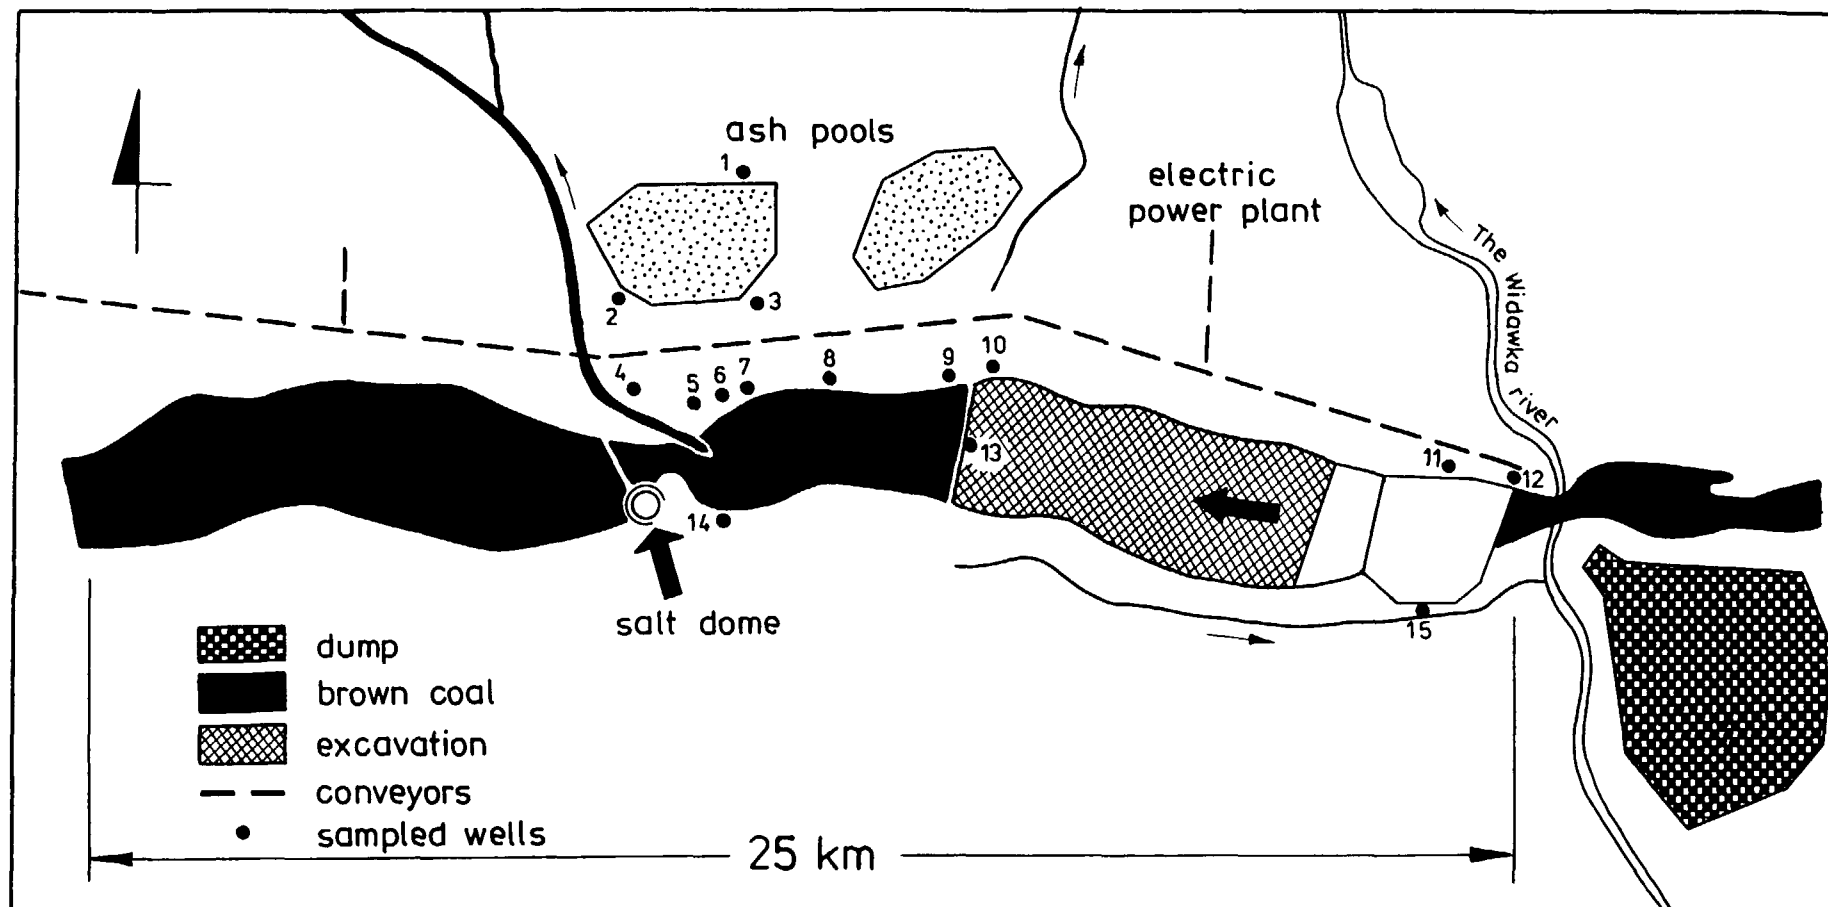 ash pools
1
electric
power plant
The Widawka river
2
3
4
5
6
7
8
9
10
11
12
13
14
15
salt dome
dump
brown coal
excavation
conveyors
sampled wells
25 km